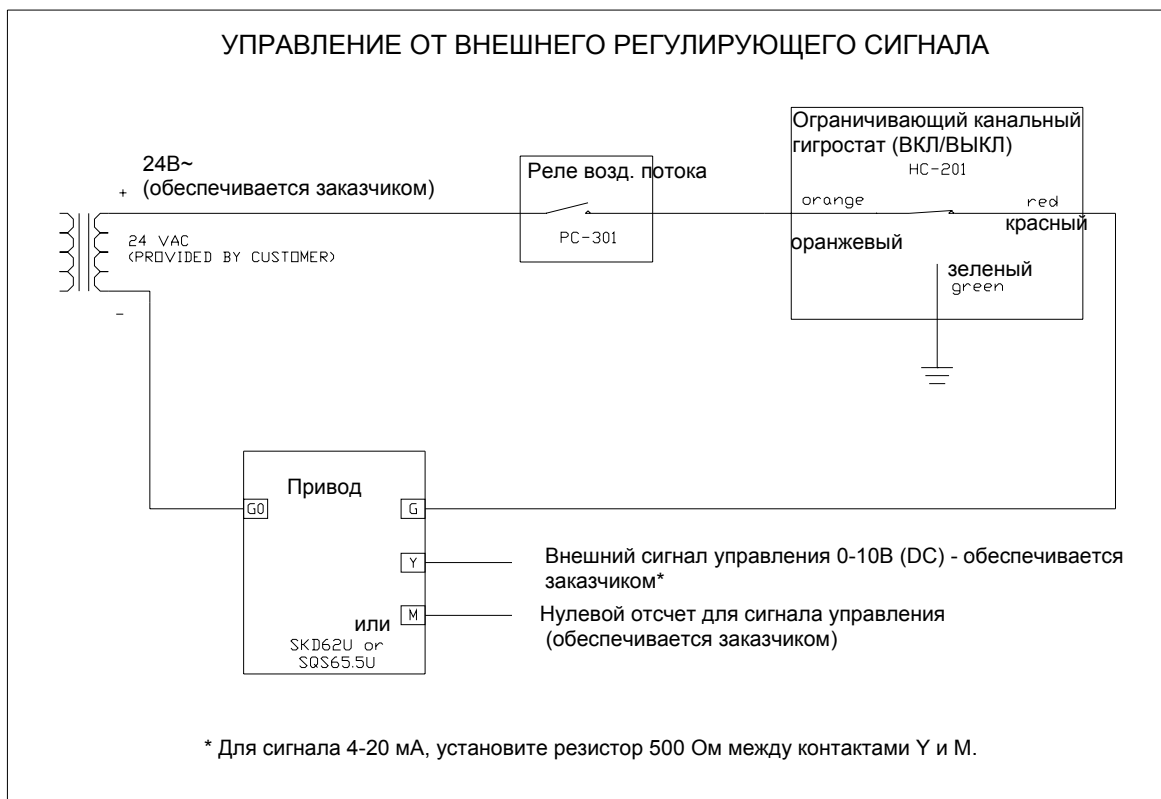 УПРАВЛЕНИЕ ОТ ВНЕШНЕГО РЕГУЛИРУЮЩЕГО СИГНАЛА
24В~
+ (обеспечивается заказчиком)
24 VAC
(PROVIDED BY CUSTOMER)
-
Реле возд. потока
PC-301
Ограничивающий канальный
гигростат (ВКЛ/ВЫКЛ)
HC-201
orange
red
красный
оранжевый
зеленый
green
Привод
G0
G
Y
M
или
SKD62U or
SQS65.5U
Внешний сигнал управления 0-10В (DC) - обеспечивается
заказчиком*
Нулевой отсчет для сигнала управления
(обеспечивается заказчиком)
* Для сигнала 4-20 мА, установите резистор 500 Ом между контактами Y и M.